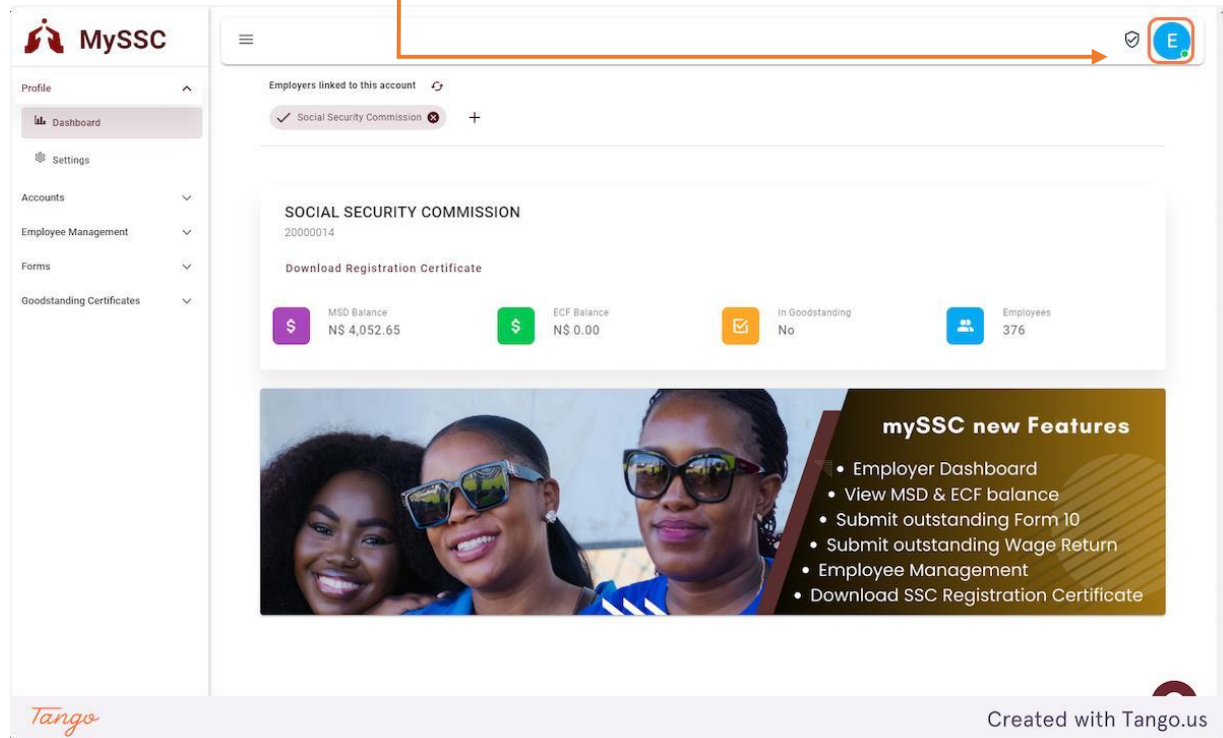 MySSC
E
Profile
Dashboard
Settings
Accounts
Employee Management
Forms
Goodstanding Certificates
Employers linked to this account
Social Security Commission
+
SOCIAL SECURITY COMMISSION
20000014
Download Registration Certificate
$
MSD Balance
N$ 4,052.65
$
ECF Balance
N$ 0.00
In Goodstanding
No
Employees
376
mySSC new Features
• Employer Dashboard
• View MSD & ECF balance
• Submit outstanding Form 10
• Submit outstanding Wage Return
• Employee Management
• Download SSC Registration Certificate
Tango
Created with Tango.us